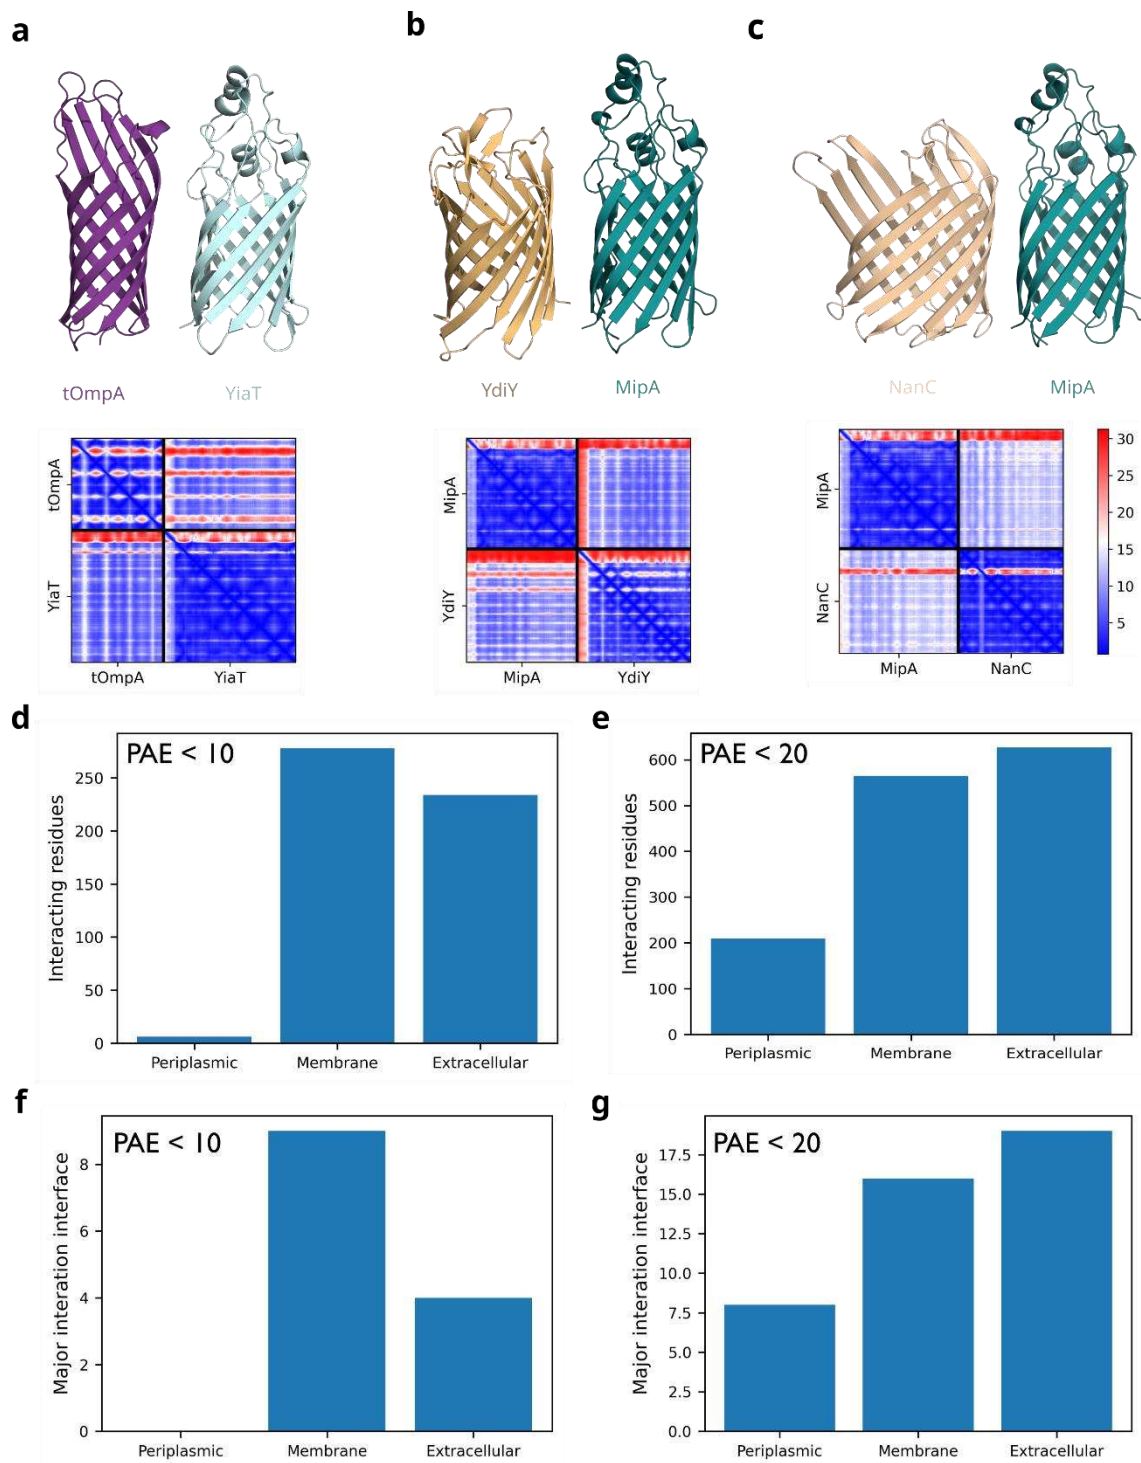 a
b
c
tOmpA
YiaT
YdiY
MipA
NanC
MipA
tOmpA
YiaT
tOmpA
YiaT
MipA
YdiY
MipA
YdiY
MipA
NanC
MipA
NanC
30
25
20
15
10
5
d
PAE < 10
Interacting residues
250
200
150
100
50
0
Periplasmic
Membrane
Extracellular
e
PAE < 20
Interacting residues
600
500
400
300
200
100
0
Periplasmic
Membrane
Extracellular
f
PAE < 10
Major interation interface
8
6
4
2
0
Periplasmic
Membrane
Extracellular
g
PAE < 20
Major interation interface
17.5
15.0
12.5
10.0
7.5
5.0
2.5
0.0
Periplasmic
Membrane
Extracellular